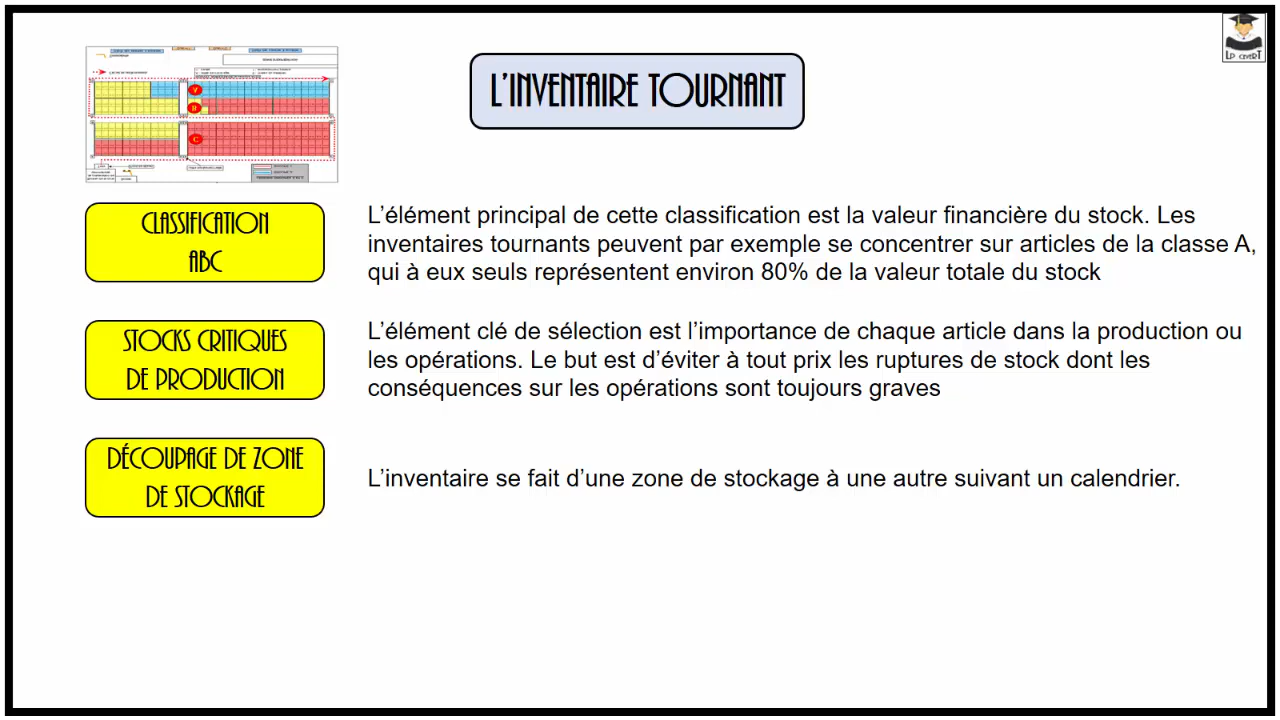 L'INVENTAIRE TOURNANT
LP CDVERT
CLASSIFICATION
ABC
L’élément principal de cette classification est la valeur financière du stock. Les
inventaires tournants peuvent par exemple se concentrer sur articles de la classe A,
qui à eux seuls représentent environ 80% de la valeur totale du stock
STOCKS CRITIQUES
DE PRODUCTION
L’élément clé de sélection est l’importance de chaque article dans la production ou
les opérations. Le but est d’éviter à tout prix les ruptures de stock dont les
conséquences sur les opérations sont toujours graves
DÉCOUPAGE DE ZONE
DE STOCKAGE
L’inventaire se fait d’une zone de stockage à une autre suivant un calendrier.